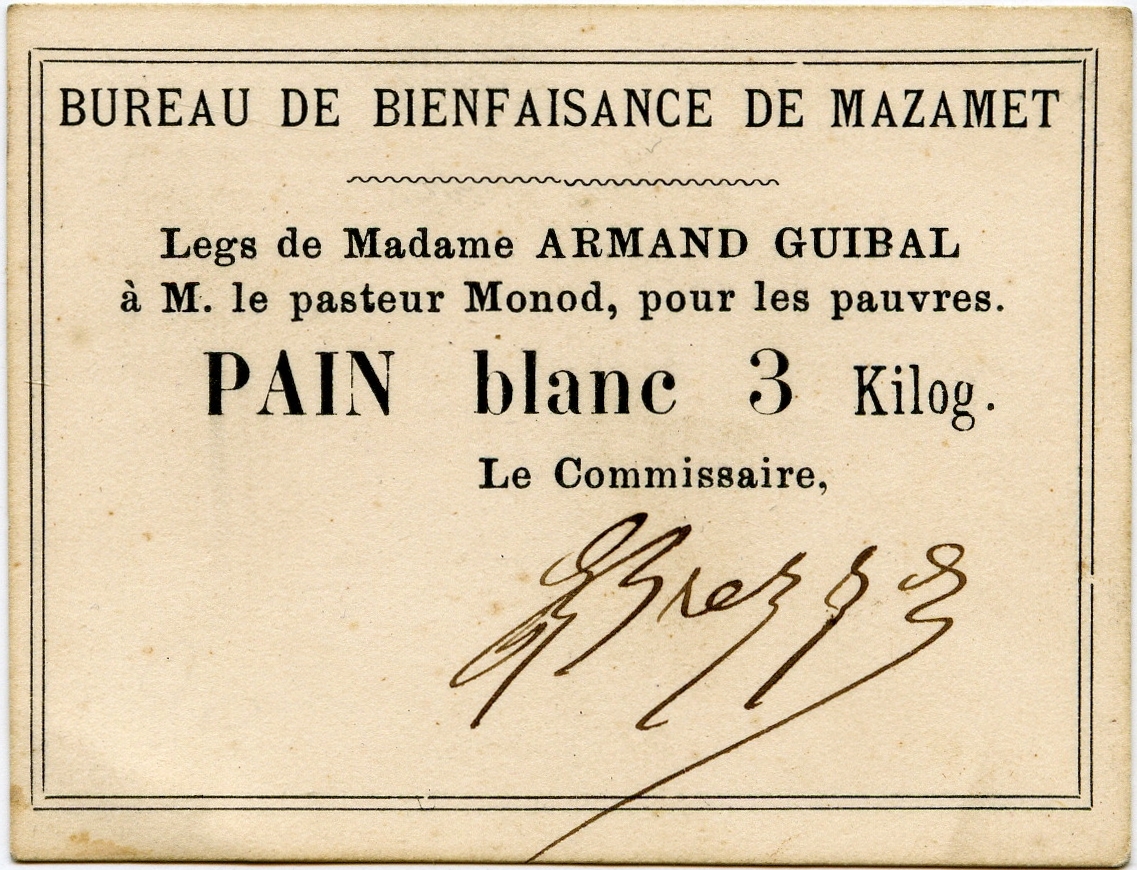 BUREAU DE BIENFAISANCE DE MAZAMET
Legs de Madame ARMAND GUIBAL
à M. le pasteur Monod, pour les pauvres.
PAIN blanc 3 Kilog.
Le Commissaire,